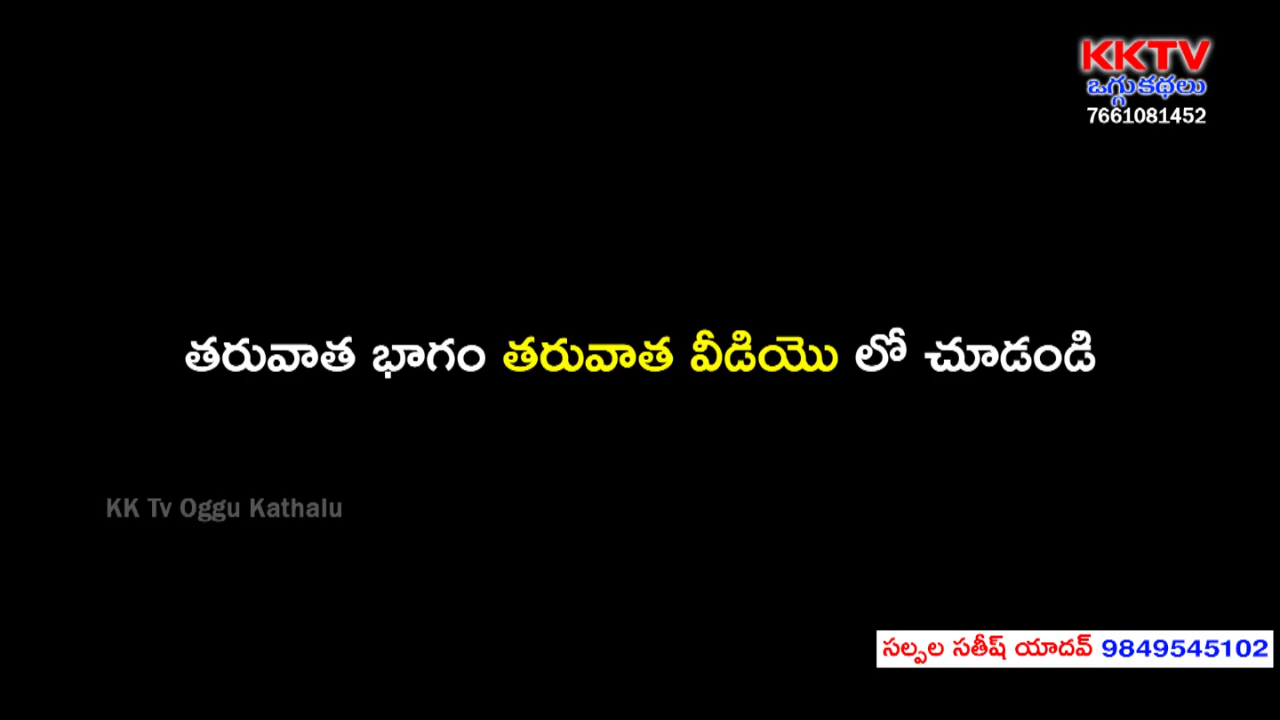 KKTV
ఒగ్గుకథలు
7661081452
తరువాత భాగం తరువాత వీడియొ లో చూడండి
KK Tv Oggu Kathalu
సల్పల సతీష్ యాదవ్ 9849545102